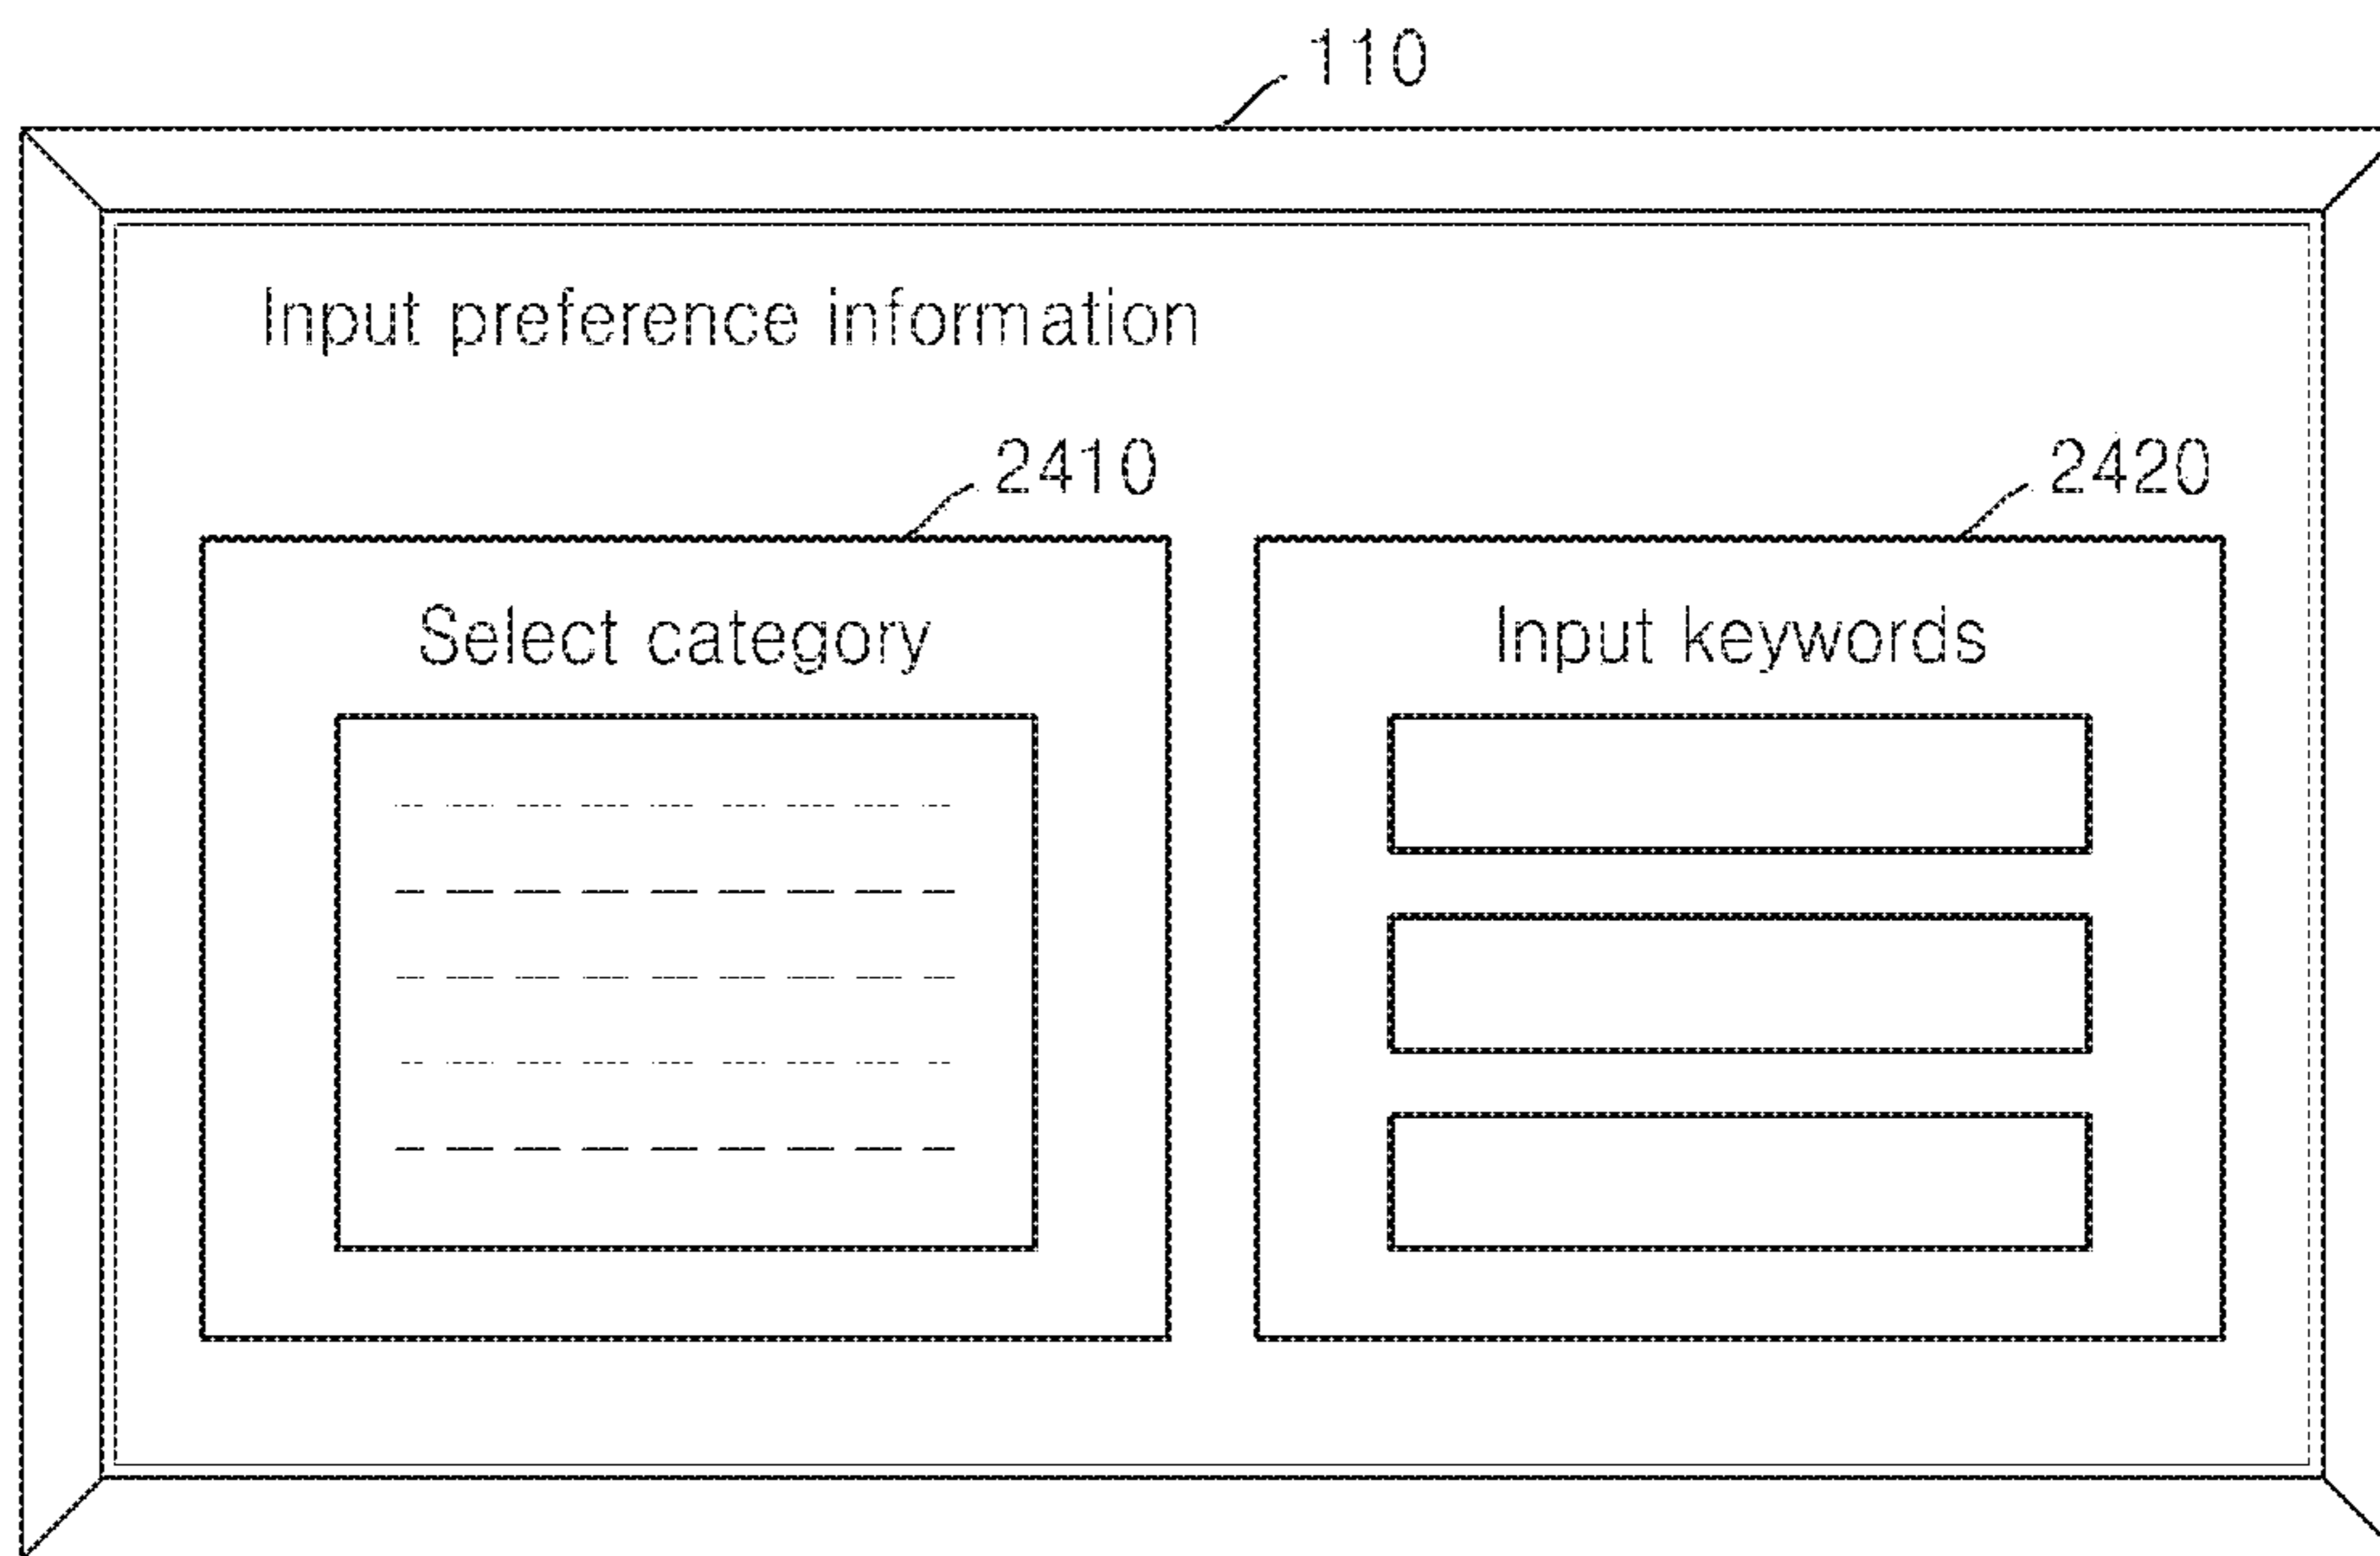 110
Input preference information
2410
2420
Select category
Input keywords